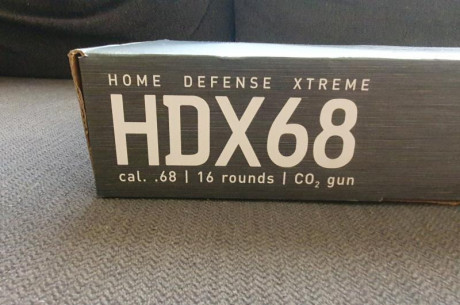 HOME DEFENSE XTREME
HDX68
cal. .68 | 16 rounds | CO₂ gun